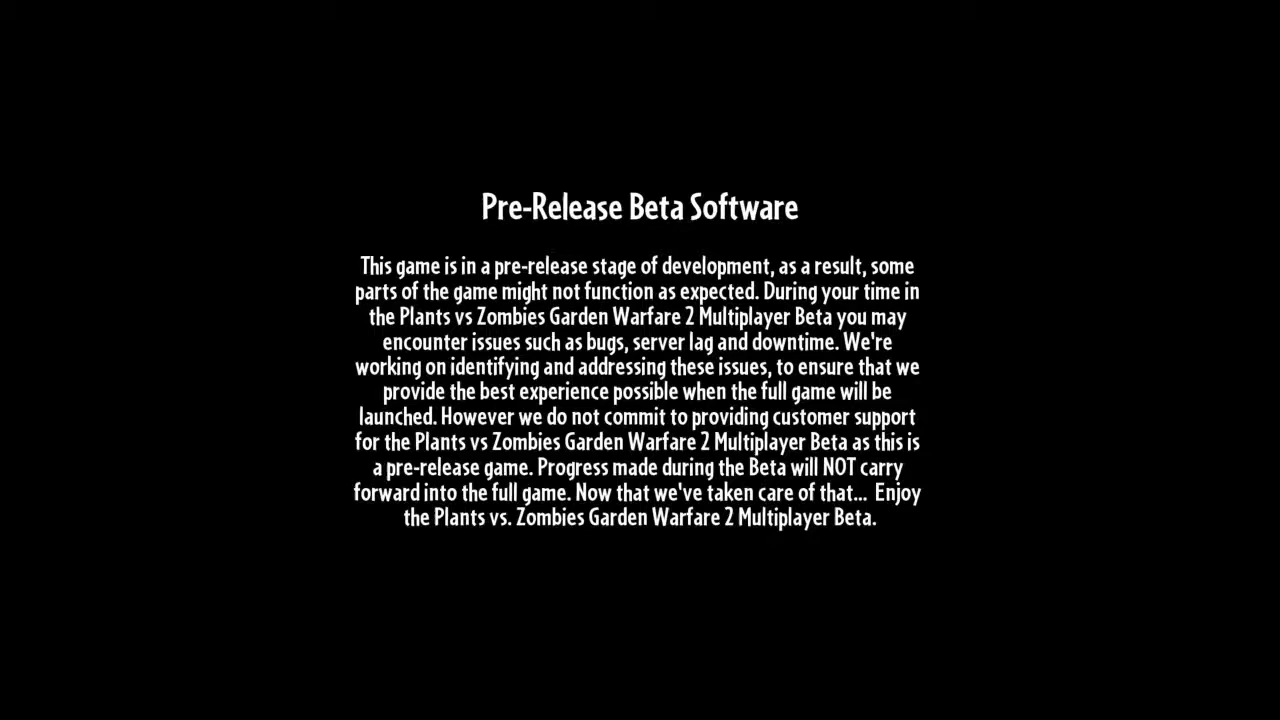 Pre-Release Beta Software
This game is in a pre-release stage of development, as a result, some
parts of the game might not function as expected. During your time in
the Plants vs Zombies Garden Warfare 2 Multiplayer Beta you may
encounter issues such as bugs, server lag and downtime. We're
working on identifying and addressing these issues, to ensure that we
provide the best experience possible when the full game will be
launched. However we do not commit to providing customer support
for the Plants vs Zombies Garden Warfare 2 Multiplayer Beta as this is
a pre-release game. Progress made during the Beta will NOT carry
forward into the full game. Now that we've taken care of that...  Enjoy
the Plants vs. Zombies Garden Warfare 2 Multiplayer Beta.